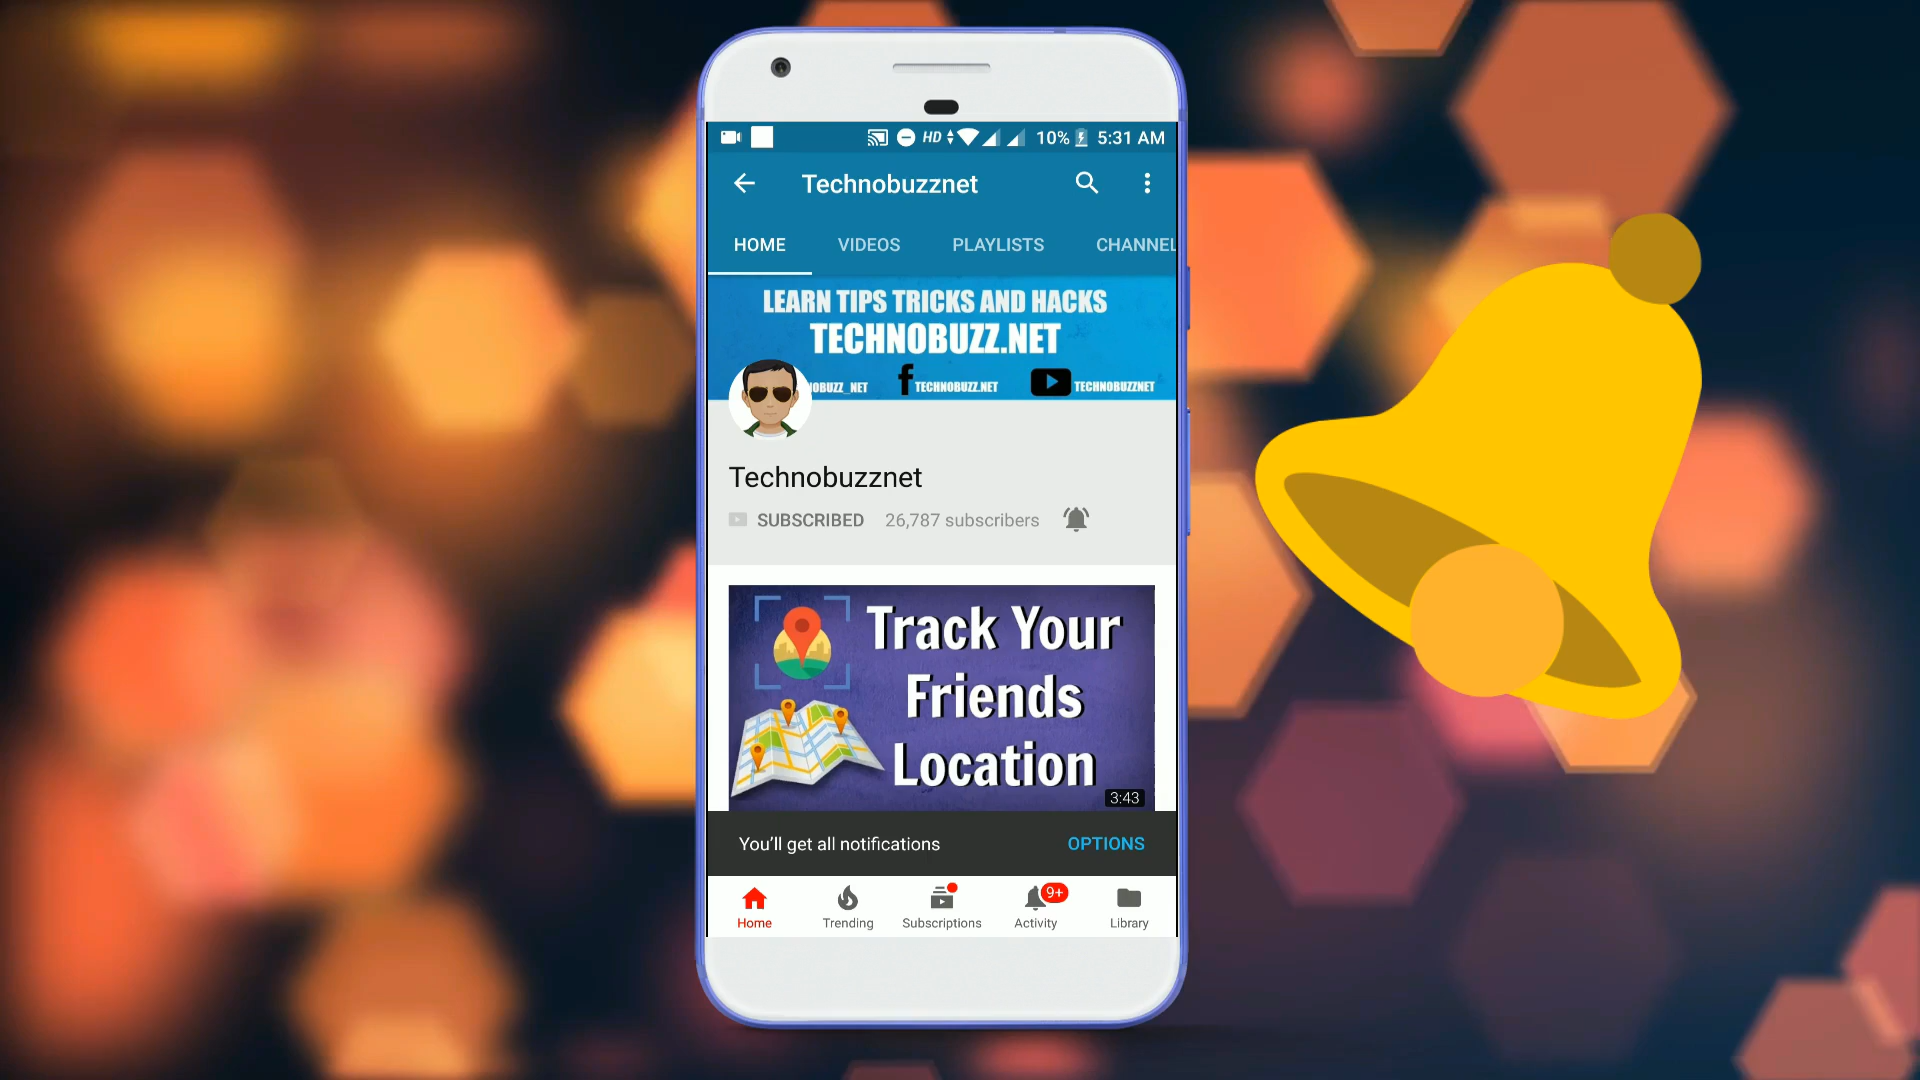 HD 10% 5:31 AM
Technobuzznet
HOME VIDEOS PLAYLISTS CHANNEL
LEARN TIPS TRICKS AND HACKS
TECHNOBUZZ.NET
OBUZZ_NET TECHNOBUZZ.NET TECHNOBUZZNET
Technobuzznet
SUBSCRIBED 26,787 subscribers
Track Your
Friends
Location
3:43
You’ll get all notifications OPTIONS
9+
Home Trending Subscriptions Activity Library